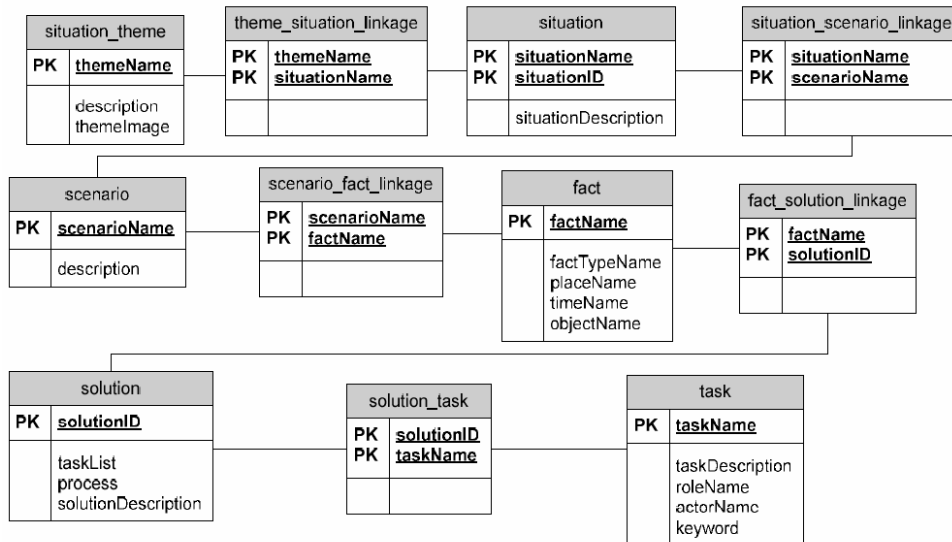 situation_theme
PK themeName
description
themeImage
theme_situation_linkage
PK themeName
PK situationName
situation
PK situationName
PK situationID
situationDescription
situation_scenario_linkage
PK situationName
PK scenarioName
scenario
PK scenarioName
description
scenario_fact_linkage
PK scenarioName
PK factName
fact
PK factName
factTypeName
placeName
timeName
objectName
fact_solution_linkage
PK factName
PK solutionID
solution
PK solutionID
taskList
process
solutionDescription
solution_task
PK solutionID
PK taskName
task
PK taskName
taskDescription
roleName
actorName
keyword